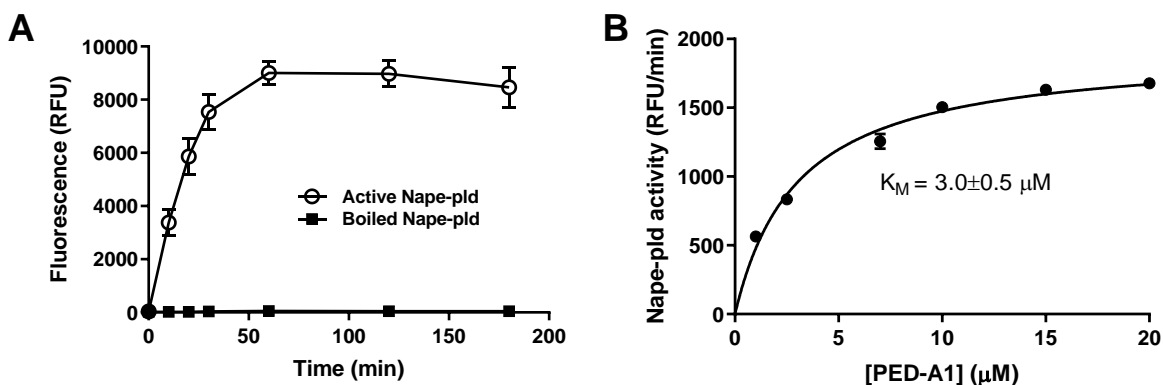 A
Fluorescence (RFU)
10000
8000
6000
4000
2000
0
0
50
100
150
200
Time (min)
Active Nape-pld
Boiled Nape-pld
B
Nape-pld activity (RFU/min)
2000
1500
1000
500
0
0
5
10
15
20
[PED-A1] (μM)
K_M = 3.0±0.5 μM